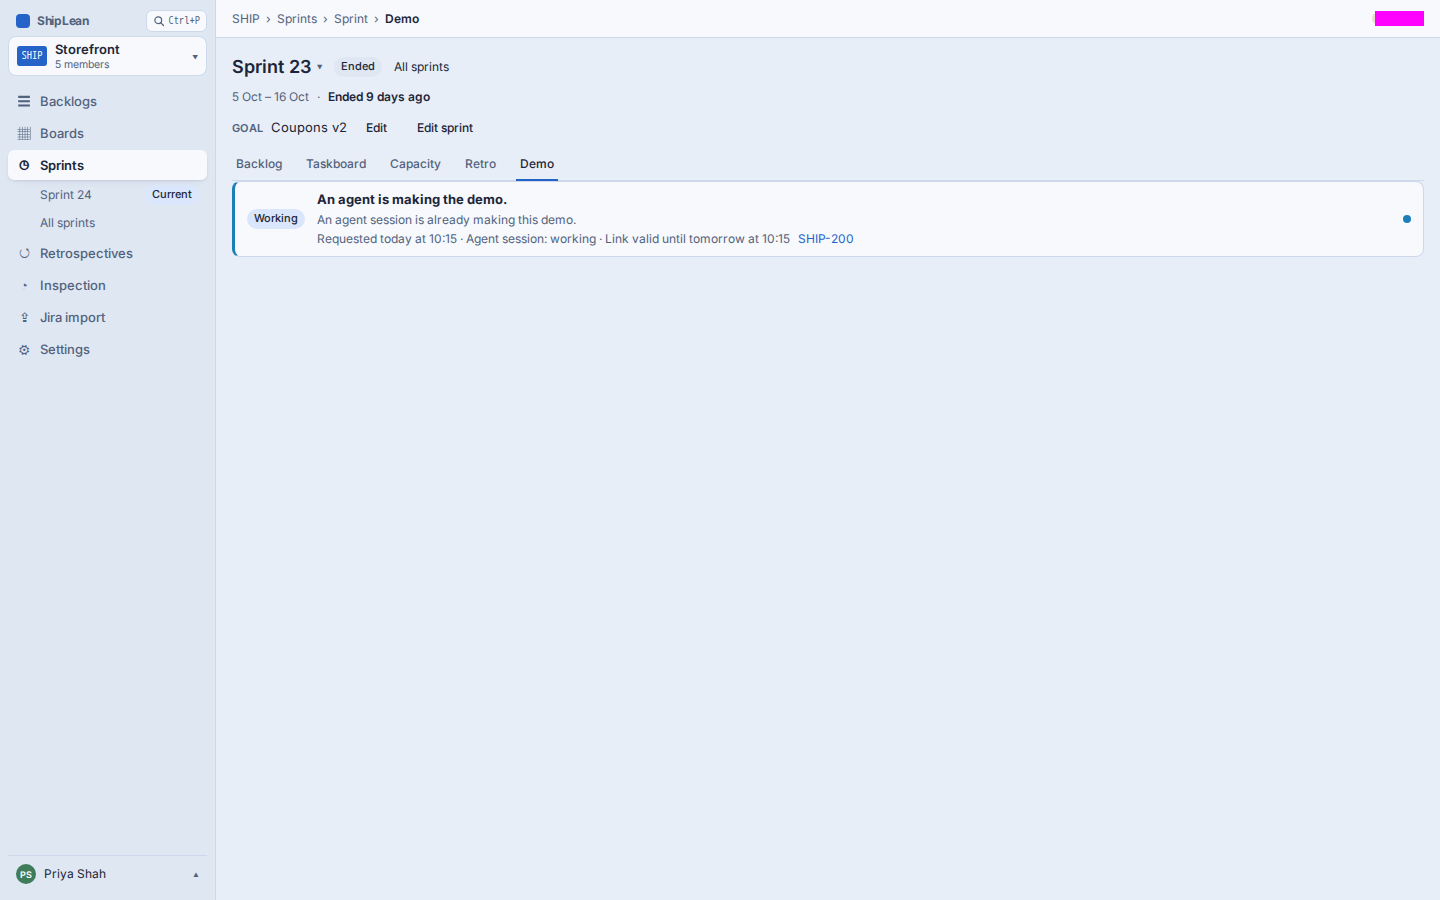 ShipLean
Ctrl+P
SHIP
Storefront
5 members
Backlogs
Boards
Sprints
Sprint 24
Current
All sprints
Retrospectives
Inspection
Jira import
Settings
PS
Priya Shah
SHIP › Sprints › Sprint › Demo
Sprint 23
Ended
All sprints
5 Oct – 16 Oct · Ended 9 days ago
GOAL Coupons v2 Edit Edit sprint
Backlog Taskboard Capacity Retro Demo
Working
An agent is making the demo.
An agent session is already making this demo.
Requested today at 10:15 · Agent session: working · Link valid until tomorrow at 10:15 SHIP-200